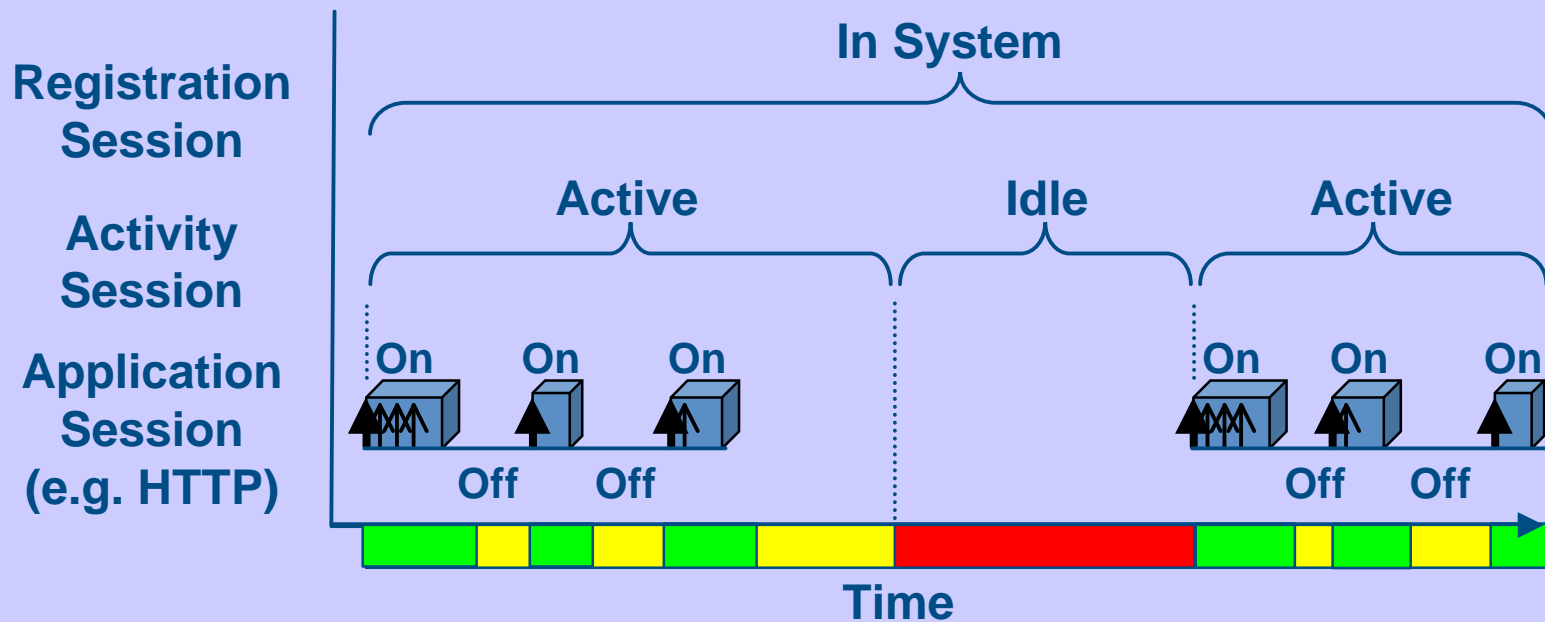 In System
Registration
Session
Active Idle Active
Activity
Session
On On On On On On
Application
Session
(e.g. HTTP)
Off Off Off Off
Time